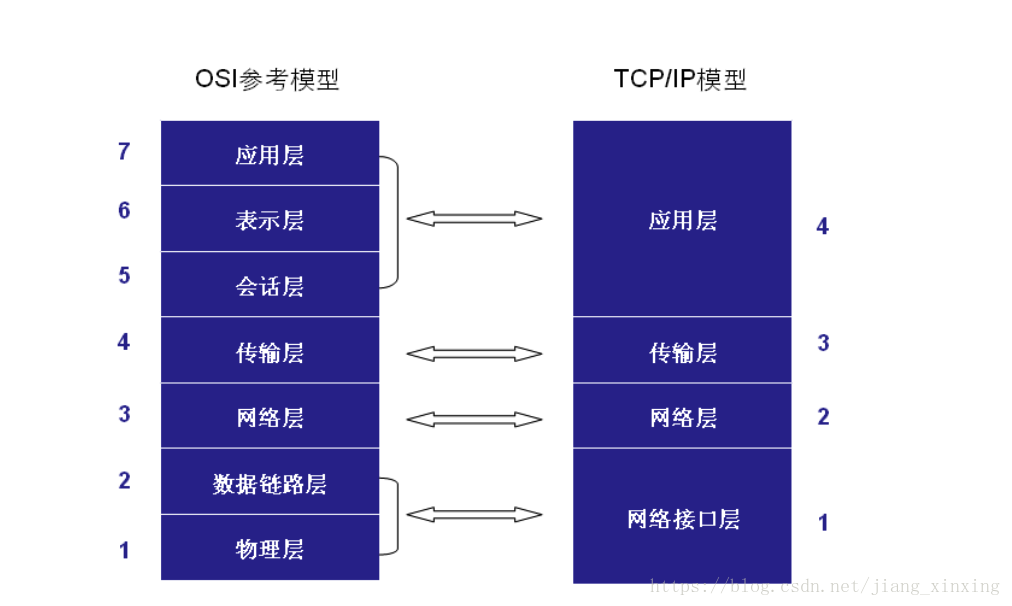 OSI参考模型
TCP/IP模型
7
应用层
6
表示层
5
会话层
4
传输层
3
网络层
2
数据链路层
1
物理层
应用层
4
传输层
3
网络层
2
网络接口层
1
https://blog.csdn.net/jiang_xinxing